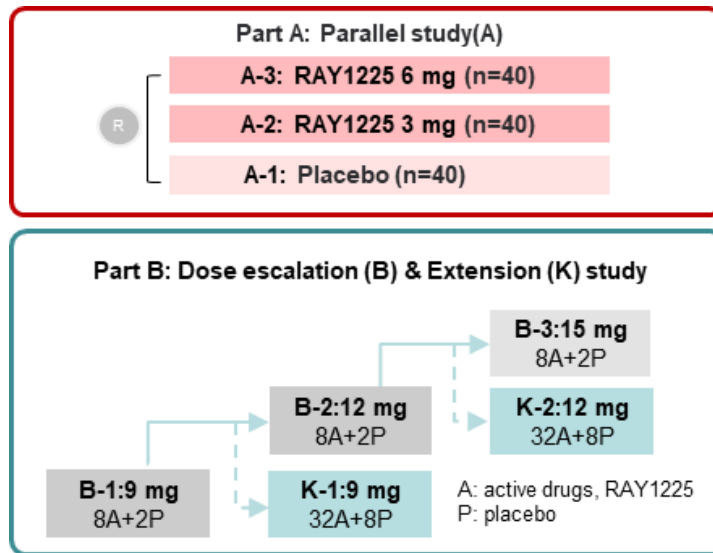 Part A: Parallel study(A)
A-3: RAY1225 6 mg (n=40)
R
A-2: RAY1225 3 mg (n=40)
A-1: Placebo (n=40)
Part B: Dose escalation (B) & Extension (K) study
B-3:15 mg
8A+2P
B-2:12 mg
8A+2P
K-2:12 mg
32A+8P
B-1:9 mg
8A+2P
K-1:9 mg
32A+8P
A: active drugs, RAY1225
P: placebo